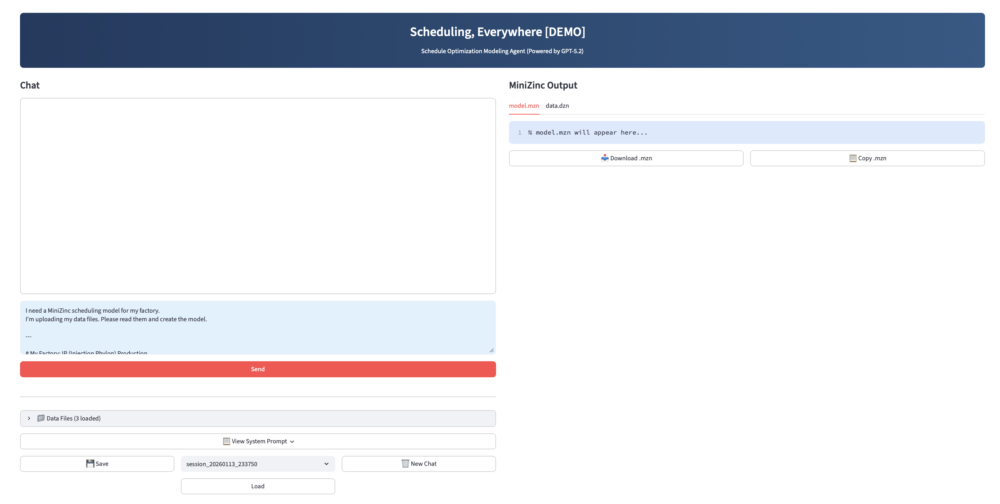 Scheduling, Everywhere [DEMO]
Schedule Optimization Modeling Agent (Powered by GPT-5.2)
Chat
I need a MiniZinc scheduling model for my factory.
I'm uploading my data files. Please read them and create the model.
---
# My Factory: IP (Injection Phylon) Production
Send
Data Files (3 loaded)
View System Prompt
Save
session_20260113_233750
New Chat
Load
MiniZinc Output
model.mzn data.dzn
1 % model.mzn will appear here...
Download .mzn
Copy .mzn